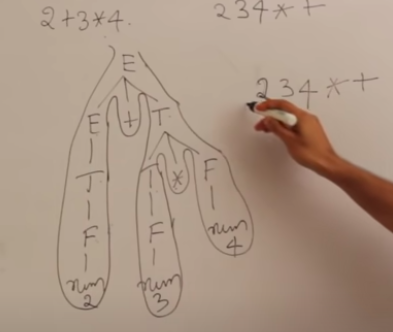 2+3*4.
234*+
E
234*+
E + T
T T * F
F F num
4
num num
2 3